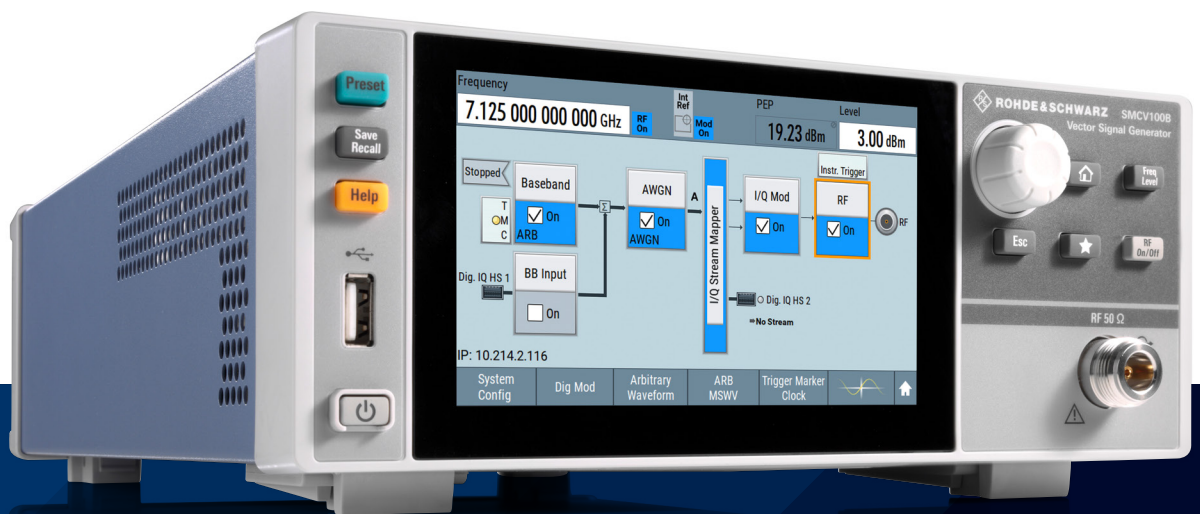 Preset
Save
Recall
Help
Frequency
7.125 000 000 000 GHz
RF
On
Int
Ref
Mod
On
PEP
19.23 dBm
Level
3.00 dBm
Stopped
Baseband
On
ARB
T
M
C
Σ
AWGN
On
AWGN
A
I/Q Stream Mapper
I/Q Mod
On
Instr. Trigger
RF
On
RF
Dig. IQ HS 1
BB Input
On
Dig. IQ HS 2
No Stream
IP: 10.214.2.116
System
Config
Dig Mod
Arbitrary
Waveform
ARB
MSWV
Trigger Marker
Clock
ROHDE & SCHWARZ SMCV100B
Vector Signal Generator
Freq
Level
Esc
RF
On/Off
RF 50 Ω